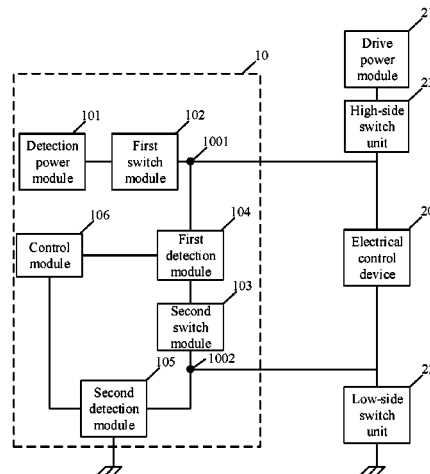 10
Drive
power
module
High-side
switch
unit
101
102
1001
Detection
power
module
First
switch
module
106
104
Control
module
First
detection
module
Electrical
control
device
103
Second
switch
module
105
1002
Second
detection
module
Low-side
switch
unit